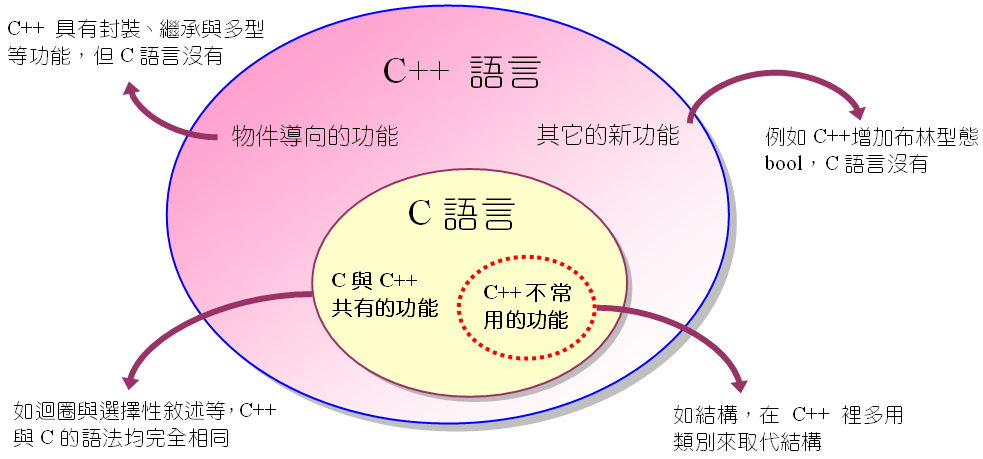 C++ 具有封裝、繼承與多型
等功能，但 C 語言沒有
C++ 語言
物件導向的功能
其它的新功能
例如 C++增加布林型態
bool，C 語言沒有
C 語言
C 與 C++
共有的功能
C++ 不常
用的功能
如迴圈與選擇性敘述等，C++
與 C 的語法均完全相同
如結構，在 C++ 裡多用
類別來取代結構